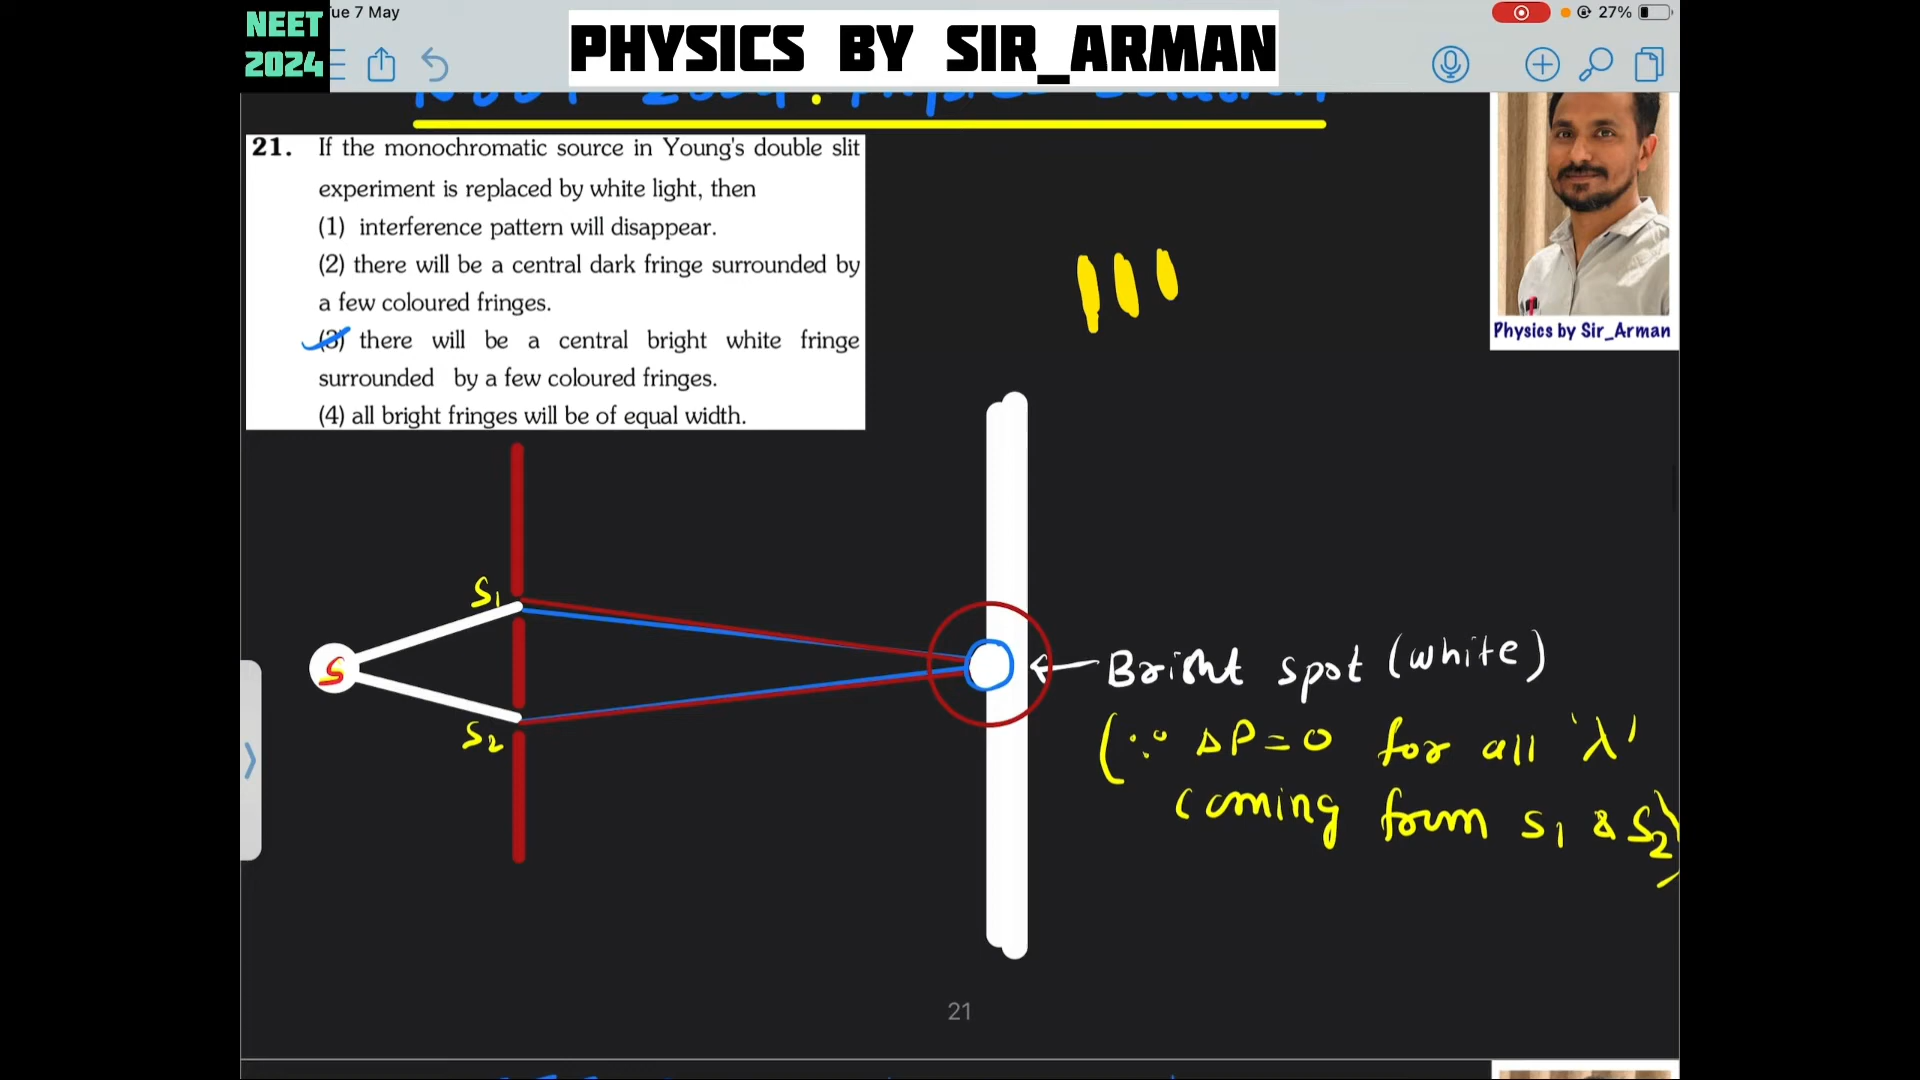 NEET
2024
ue 7 May
PHYSICS BY SIR_ARMAN
27%
21. If the monochromatic source in Young's double slit
experiment is replaced by white light, then
(1) interference pattern will disappear.
(2) there will be a central dark fringe surrounded by
a few coloured fringes.
(3) there will be a central bright white fringe
surrounded by a few coloured fringes.
(4) all bright fringes will be of equal width.
Physics by Sir_Arman
S1
S
S2
Bright spot (white)
(∵ ΔP = 0 for all 'λ'
coming from S1 & S2)
21